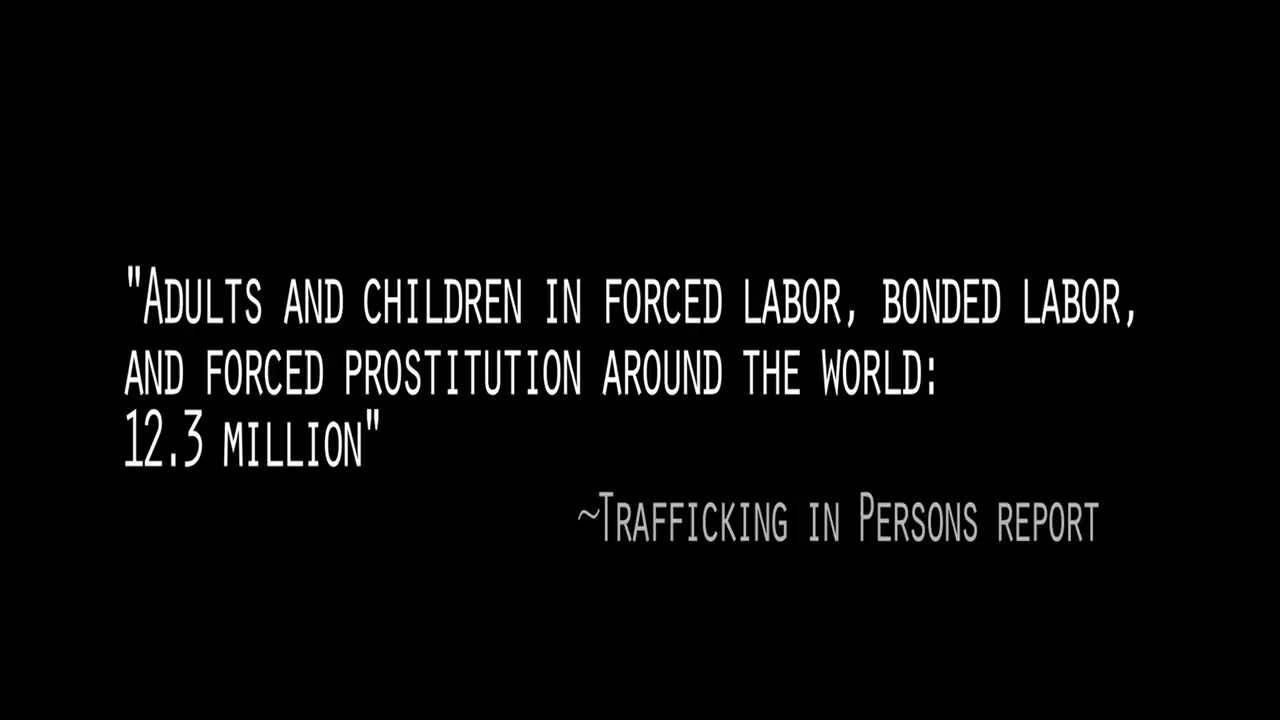 "Adults and children in forced labor, bonded labor,
and forced prostitution around the world:
12.3 million"
~Trafficking in Persons report